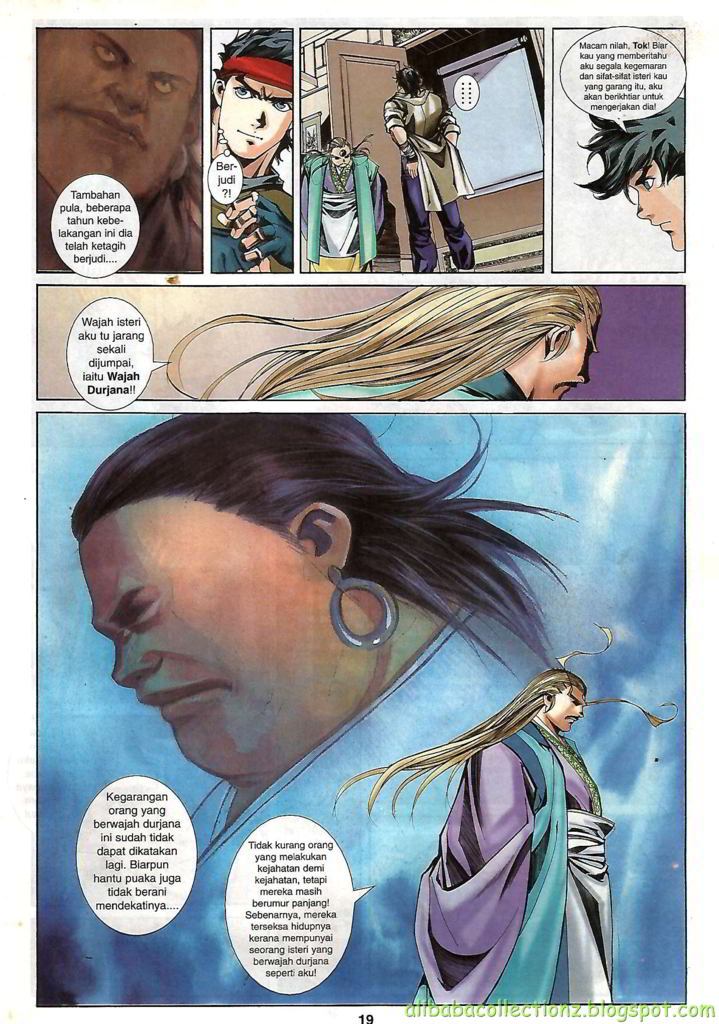 Tambahan
pula, beberapa
tahun kebe-
lakangan ini dia
telah ketagih
berjudi....
Ber-
judi
?!
Macam nilah, Tok! Biar
kau yang memberitahu
aku segala kegemaran
dan sifat-sifat isteri kau
yang garang itu, aku
akan berikhtiar untuk
mengerjakan dia!
Wajah isteri
aku tu jarang
sekali
dijumpai,
iaitu Wajah
Durjana!!
Kegarangan
orang yang
berwajah durjana
ini sudah tidak
dapat dikatakan
lagi. Biarpun
hantu puaka juga
tidak berani
mendekatinya....
Tidak kurang orang
yang melakukan
kejahatan demi
kejahatan, tetapi
mereka masih
berumur panjang!
Sebenarnya, mereka
terseksa hidupnya
kerana mempunyai
seorang isteri yang
berwajah durjana
seperti aku!
19
alibabacollectionz.blogspot.com